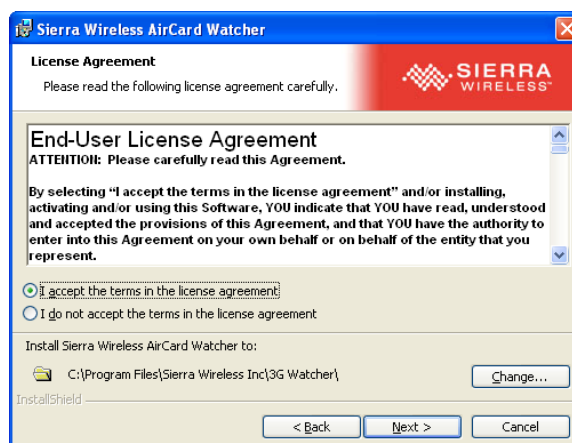 Sierra Wireless AirCard Watcher
License Agreement
Please read the following license agreement carefully.
SIERRA
WIRELESS™
End-User License Agreement
ATTENTION: Please carefully read this Agreement.
By selecting “I accept the terms in the license agreement” and/or installing,
activating and/or using this Software, YOU indicate that YOU have read, understood
and accepted the provisions of this Agreement, and that YOU have the authority to
enter into this Agreement on your own behalf or on behalf of the entity that you
represent.
I accept the terms in the license agreement
I do not accept the terms in the license agreement
Install Sierra Wireless AirCard Watcher to:
C:\Program Files\Sierra Wireless Inc\3G Watcher\
Change...
InstallShield
< Back
Next >
Cancel